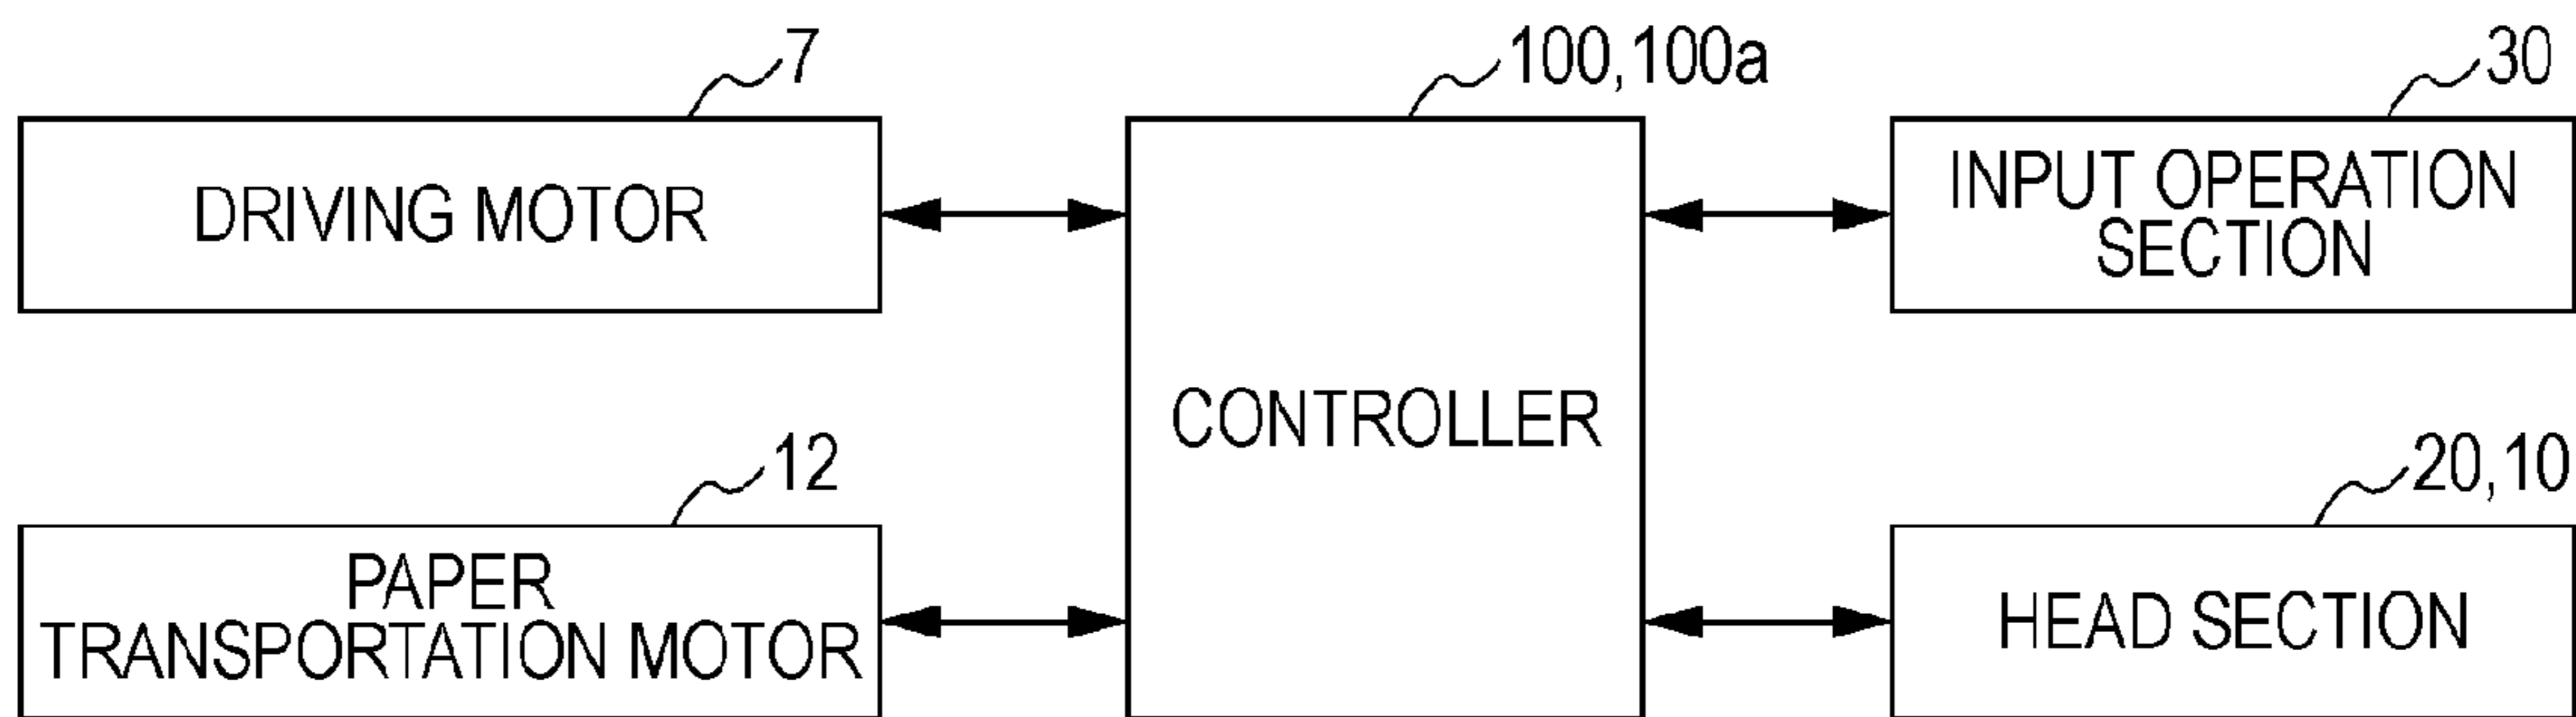 7
100,100a
30
DRIVING MOTOR
INPUT OPERATION
SECTION
CONTROLLER
12
20,10
PAPER
TRANSPORTATION MOTOR
HEAD SECTION